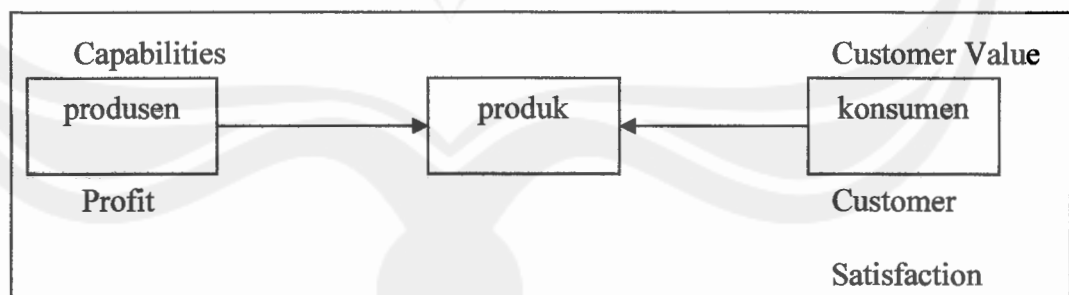 Capabilities
Customer Value
produsen
produk
konsumen
Profit
Customer
Satisfaction